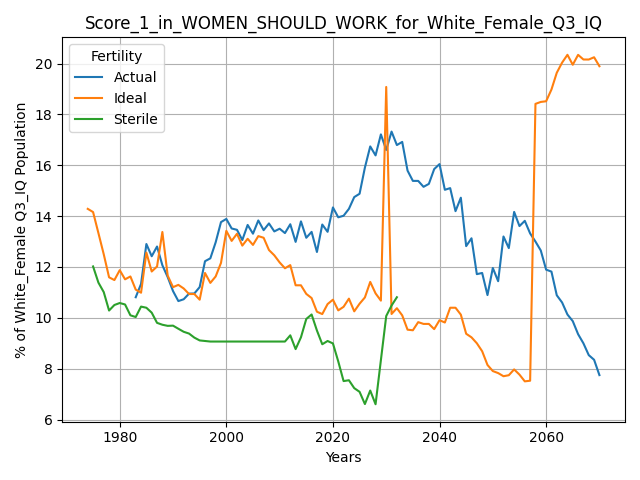 Score_1_in_WOMEN_SHOULD_WORK_for_White_Female_Q3_IQ
Fertility
Actual
Ideal
Sterile
% of White_Female Q3_IQ Population
20
18
16
14
12
10
8
6
1980
2000
2020
2040
2060
Years